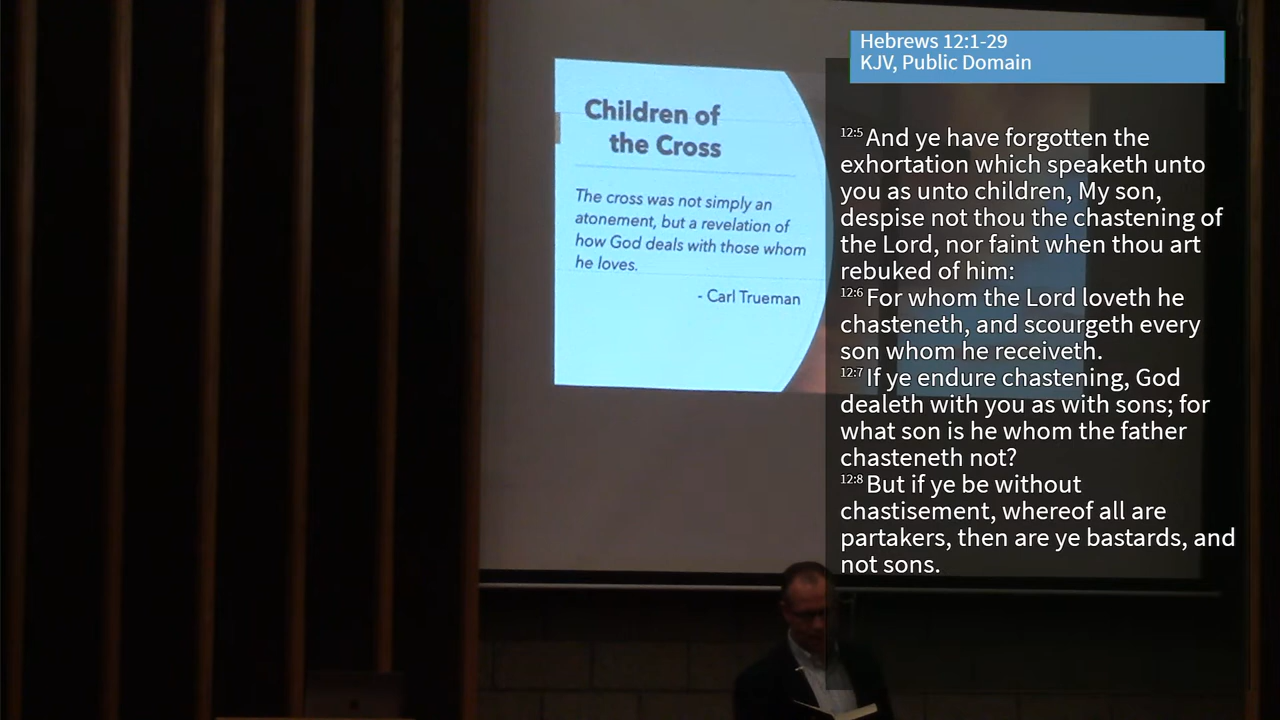 Children of
the Cross
The cross was not simply an
atonement, but a revelation of
how God deals with those whom
he loves.
- Carl Trueman
Hebrews 12:1-29
KJV, Public Domain
12:5 And ye have forgotten the
exhortation which speaketh unto
you as unto children, My son,
despise not thou the chastening of
the Lord, nor faint when thou art
rebuked of him:
12:6 For whom the Lord loveth he
chasteneth, and scourgeth every
son whom he receiveth.
12:7 If ye endure chastening, God
dealeth with you as with sons; for
what son is he whom the father
chasteneth not?
12:8 But if ye be without
chastisement, whereof all are
partakers, then are ye bastards, and
not sons.